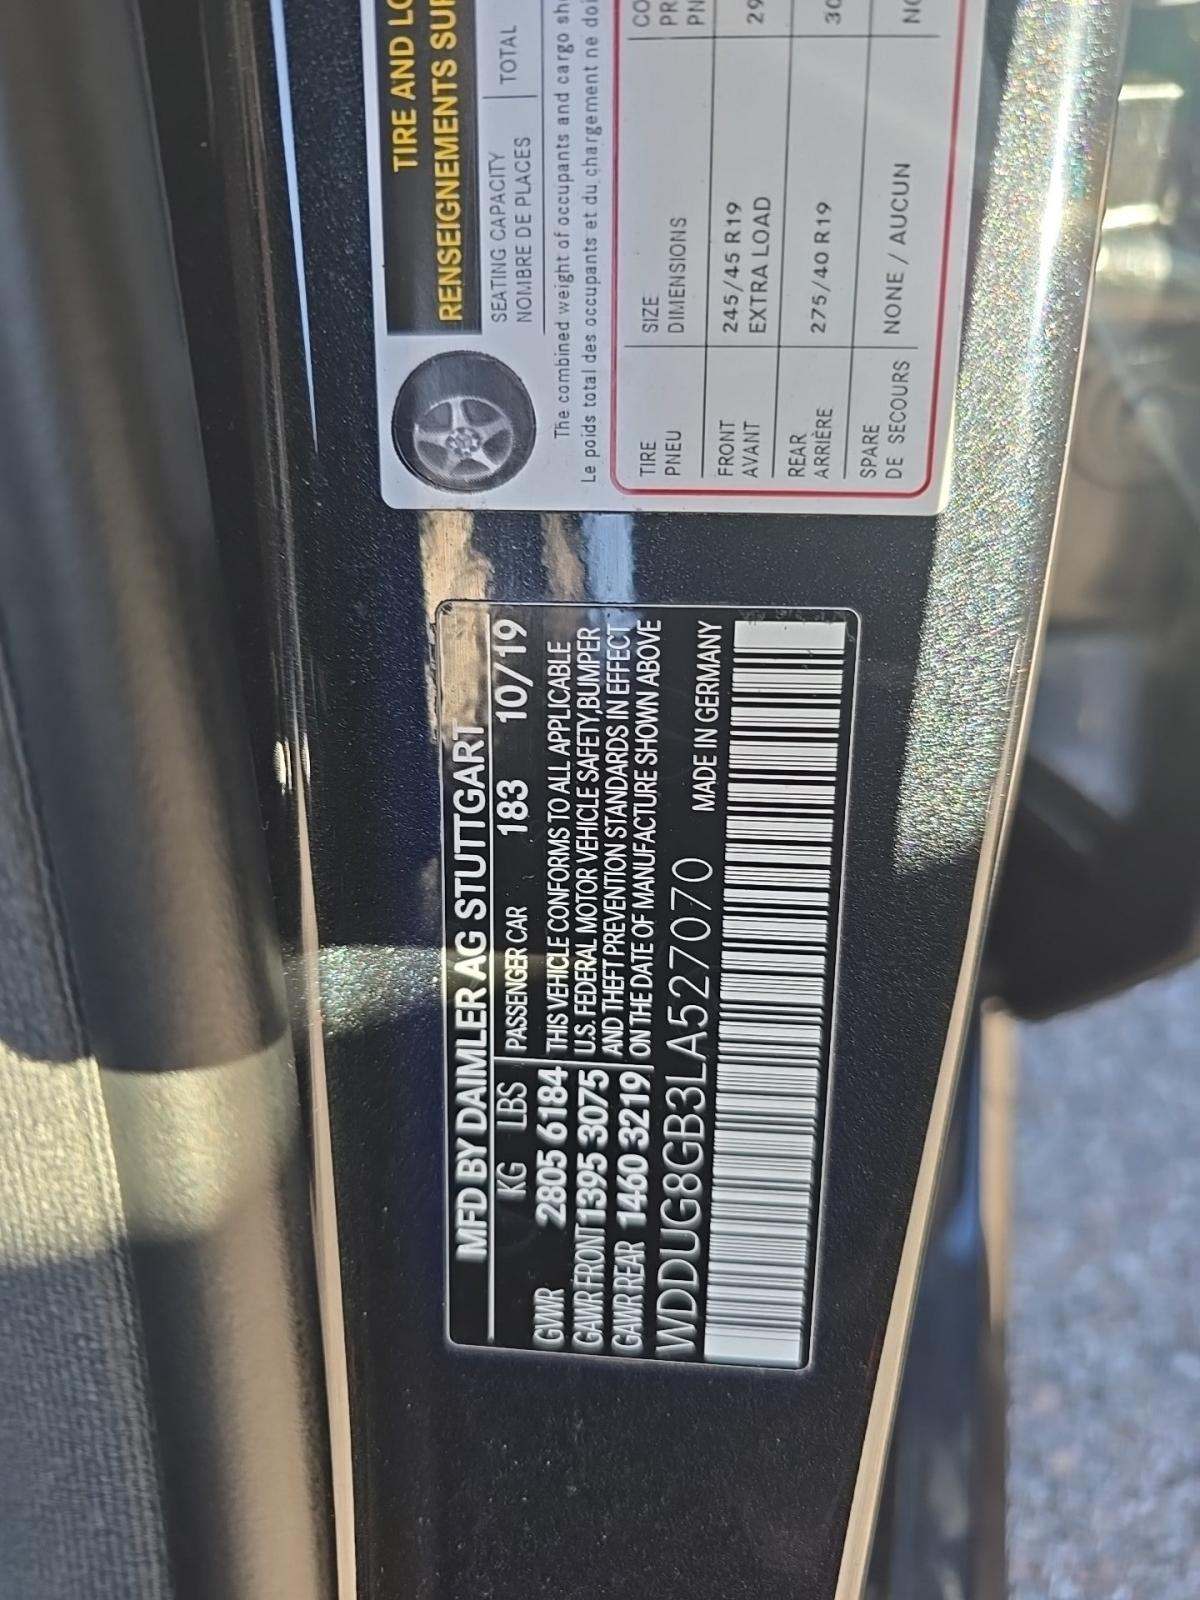 MFD BY DAIMLER AG STUTTGART
KG LBS PASSENGER CAR 183 10/19
GVWR 2805 6184 THIS VEHICLE CONFORMS TO ALL APPLICABLE
GAWR FRONT 1395 3075 U.S. FEDERAL MOTOR VEHICLE SAFETY,BUMPER
GAWR REAR 1460 3219 AND THEFT PREVENTION STANDARDS IN EFFECT
ON THE DATE OF MANUFACTURE SHOWN ABOVE
WDDUG8GB3LA527070 MADE IN GERMANY
TIRE AND
RENSEIGNEMENTS
SEATING CAPACITY
NOMBRE DE PLACES
TOTAL
The combined weight of occupants and cargo
Le poids total des occupants et du chargement ne
TIRE SIZE
PNEU DIMENSIONS
FRONT 245/45 R19
AVANT EXTRA LOAD
REAR 275/40 R19
ARRIÈRE
SPARE NONE / AUCUN
DE SECOURS